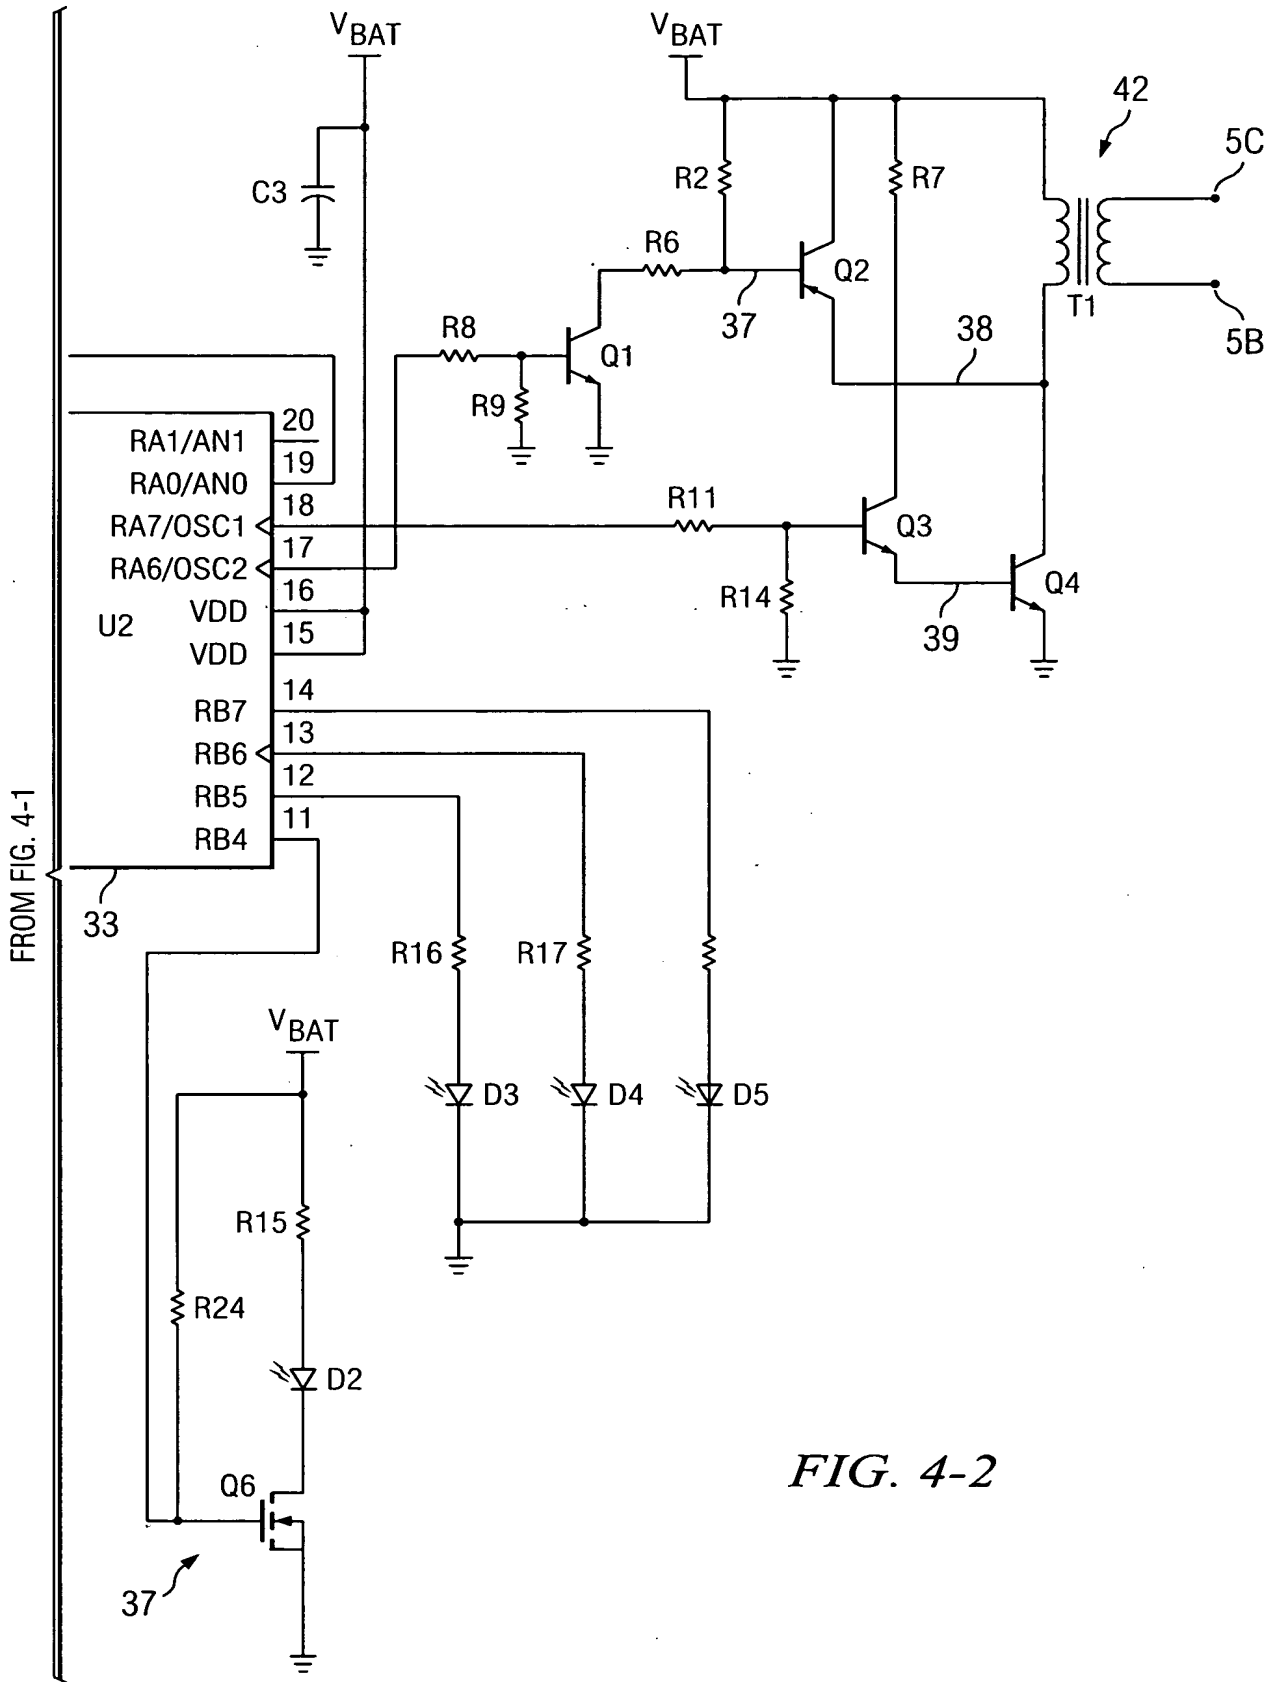 VBAT
VBAT
42
5C
C3
R2
R7
R6
Q2
37
T1
5B
R8
38
Q1
R9
20
RA1/AN1
19
RA0/AN0
18
R11
RA7/OSC1
Q3
17
RA6/OSC2
16
Q4
VDD
R14
U2
15
39
VDD
14
RB7
13
RB6
12
RB5
11
RB4
FROM FIG. 4-1
33
R16
R17
VBAT
D3
D4
D5
R15
R24
D2
Q6
FIG. 4-2
37